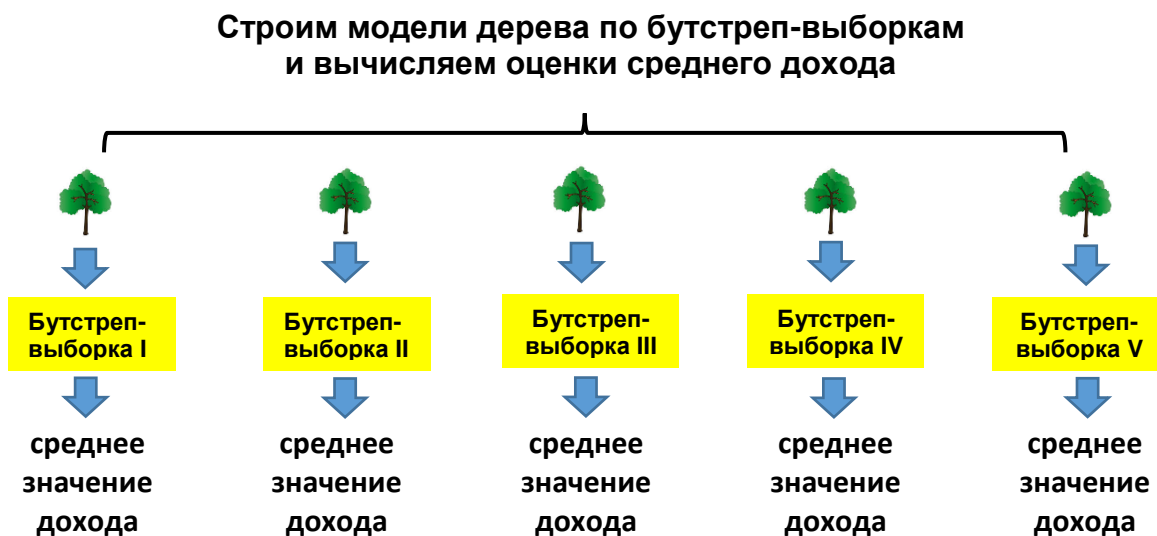 Строим модели дерева по бутстреп-выборкам
и вычисляем оценки среднего дохода
Бутстреп-
выборка I
Бутстреп-
выборка II
Бутстреп-
выборка III
Бутстреп-
выборка IV
Бутстреп-
выборка V
среднее
значение
дохода
среднее
значение
дохода
среднее
значение
дохода
среднее
значение
дохода
среднее
значение
дохода